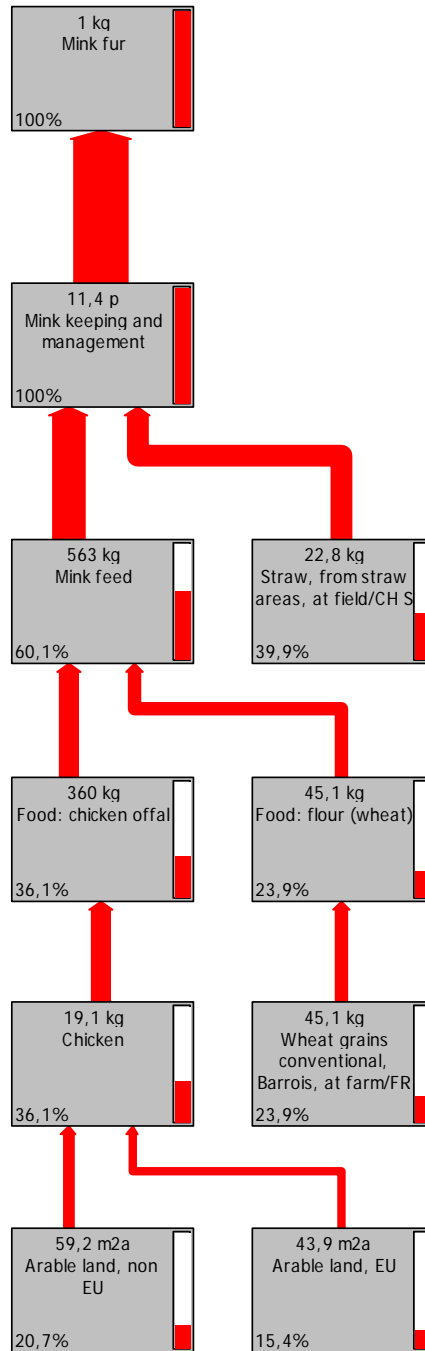 1 kg
Mink fur
100%
11,4 p
Mink keeping and
management
100%
563 kg
Mink feed
60,1%
22,8 kg
Straw, from straw
areas, at field/CH S
39,9%
360 kg
Food: chicken offal
36,1%
45,1 kg
Food: flour (wheat)
23,9%
19,1 kg
Chicken
36,1%
45,1 kg
Wheat grains
conventional,
Barrois, at farm/FR
23,9%
59,2 m2a
Arable land, non
EU
20,7%
43,9 m2a
Arable land, EU
15,4%